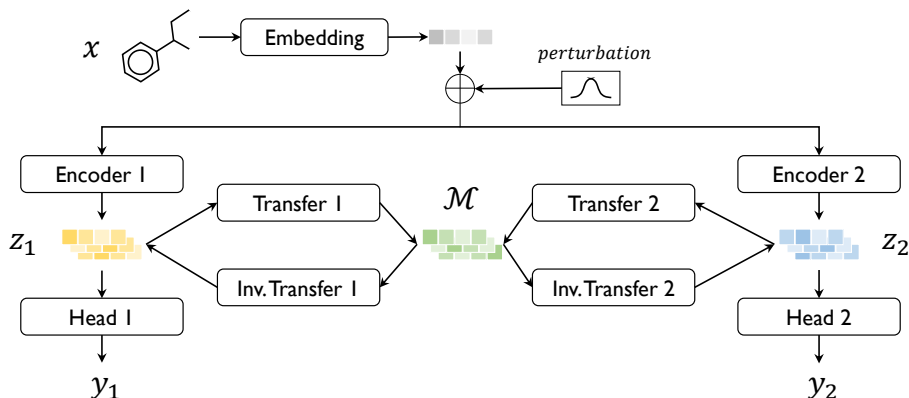 x
Embedding
perturbation
Encoder 1
Encoder 2
Transfer 1
ℳ
Transfer 2
z₁
z₂
Inv. Transfer 1
Inv. Transfer 2
Head 1
Head 2
y₁
y₂